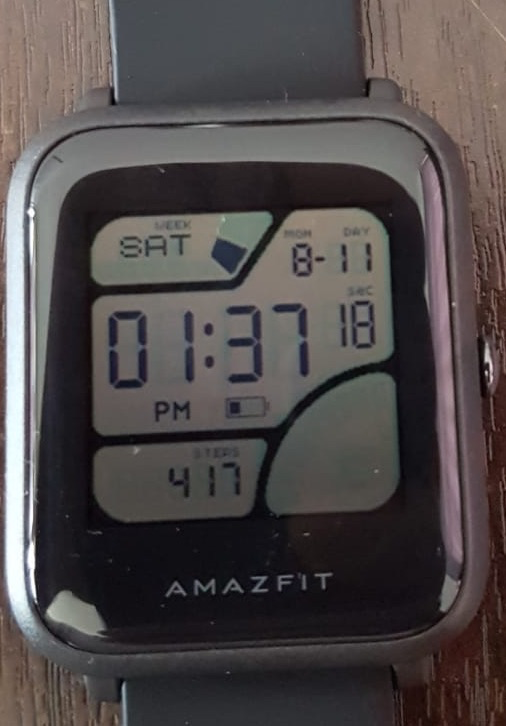 WEEK
SAT
MON DAY
8-11
SEC
01:37 18
PM
STEPS
417
AMAZFIT